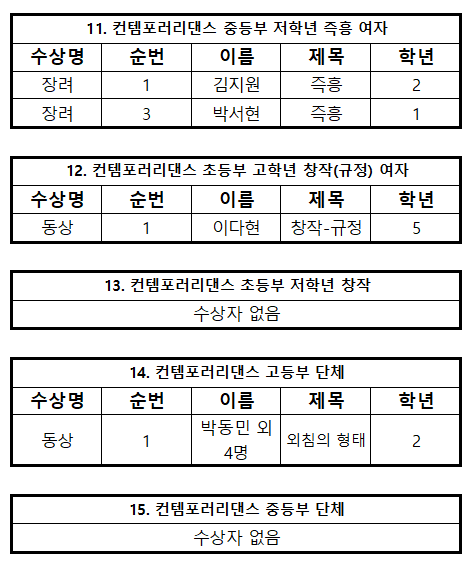 11. 컨템포러리댄스 중등부 저학년 즉흥 여자
수상명 순번 이름 제목 학년
장려 1 김지원 즉흥 2
장려 3 박서현 즉흥 1
12. 컨템포러리댄스 초등부 고학년 창작(규정) 여자
수상명 순번 이름 제목 학년
동상 1 이다현 창작-규정 5
13. 컨템포러리댄스 초등부 저학년 창작
수상자 없음
14. 컨템포러리댄스 고등부 단체
수상명 순번 이름 제목 학년
동상 1 박동민 외 4명 외침의 형태 2
15. 컨템포러리댄스 중등부 단체
수상자 없음